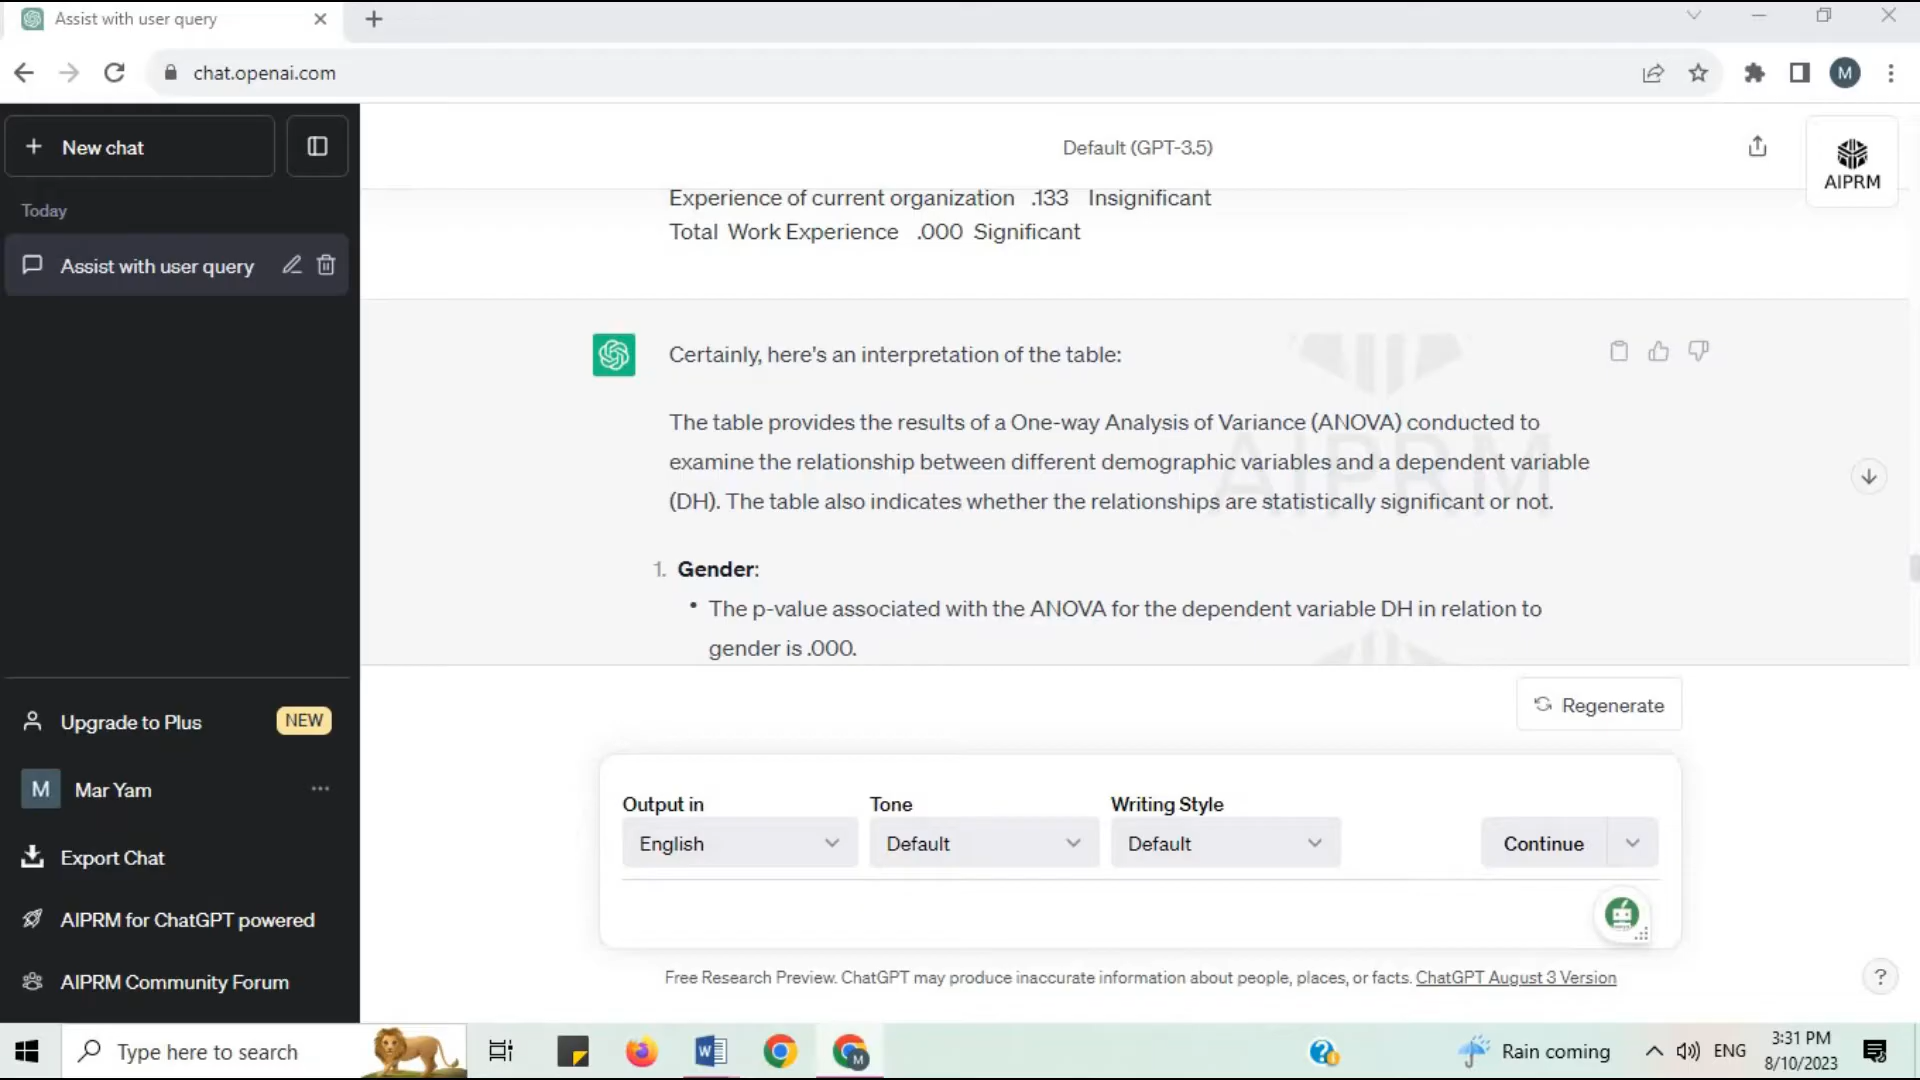 Assist with user query
chat.openai.com
M
New chat
Default (GPT-3.5)
AIPRM
Today
Experience of current organization .133 Insignificant
Total Work Experience .000 Significant
Assist with user query
Certainly, here's an interpretation of the table:
The table provides the results of a One-way Analysis of Variance (ANOVA) conducted to
examine the relationship between different demographic variables and a dependent variable
(DH). The table also indicates whether the relationships are statistically significant or not.
AIPRM
1. Gender:
• The p-value associated with the ANOVA for the dependent variable DH in relation to
gender is .000.
Regenerate
Upgrade to Plus NEW
M Mar Yam
Export Chat
AIPRM for ChatGPT powered
AIPRM Community Forum
Output in Tone Writing Style
English Default Default Continue
Free Research Preview. ChatGPT may produce inaccurate information about people, places, or facts. ChatGPT August 3 Version
?
Type here to search
W
M
?
Rain coming
ENG
3:31 PM
8/10/2023